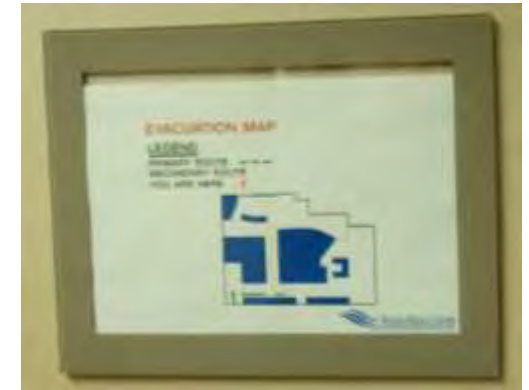 EVACUATION MAP
LEGEND
PRIMARY ROUTE
SECONDARY ROUTE
YOU ARE HERE